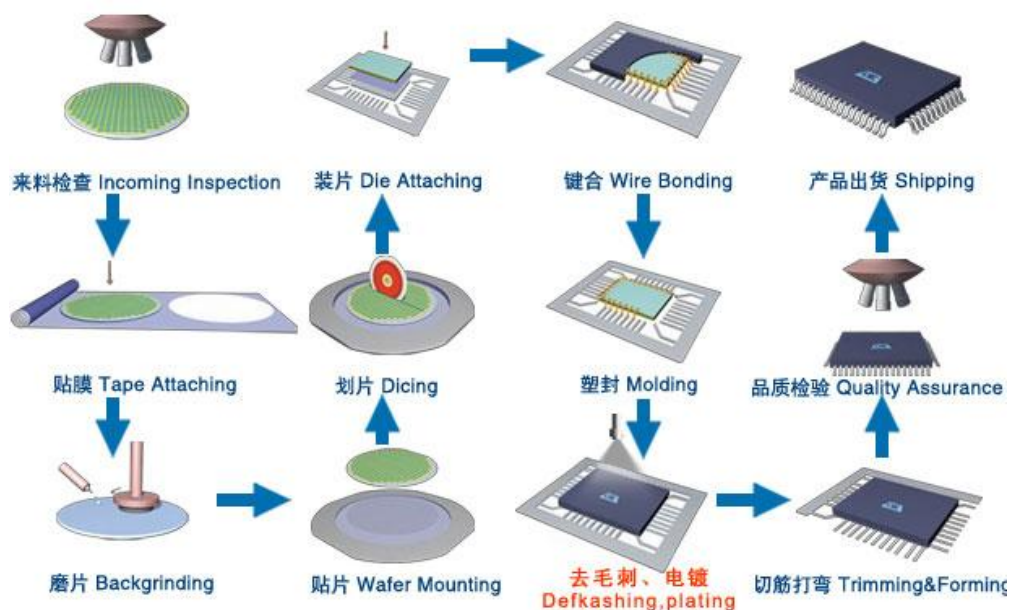 来料检查 Incoming Inspection
装片 Die Attaching
键合 Wire Bonding
产品出货 Shipping
贴膜 Tape Attaching
划片 Dicing
塑封 Molding
品质检验 Quality Assurance
磨片 Backgrinding
贴片 Wafer Mounting
去毛刺、电镀
Defkashing,plating
切筋打弯 Trimming&Forming